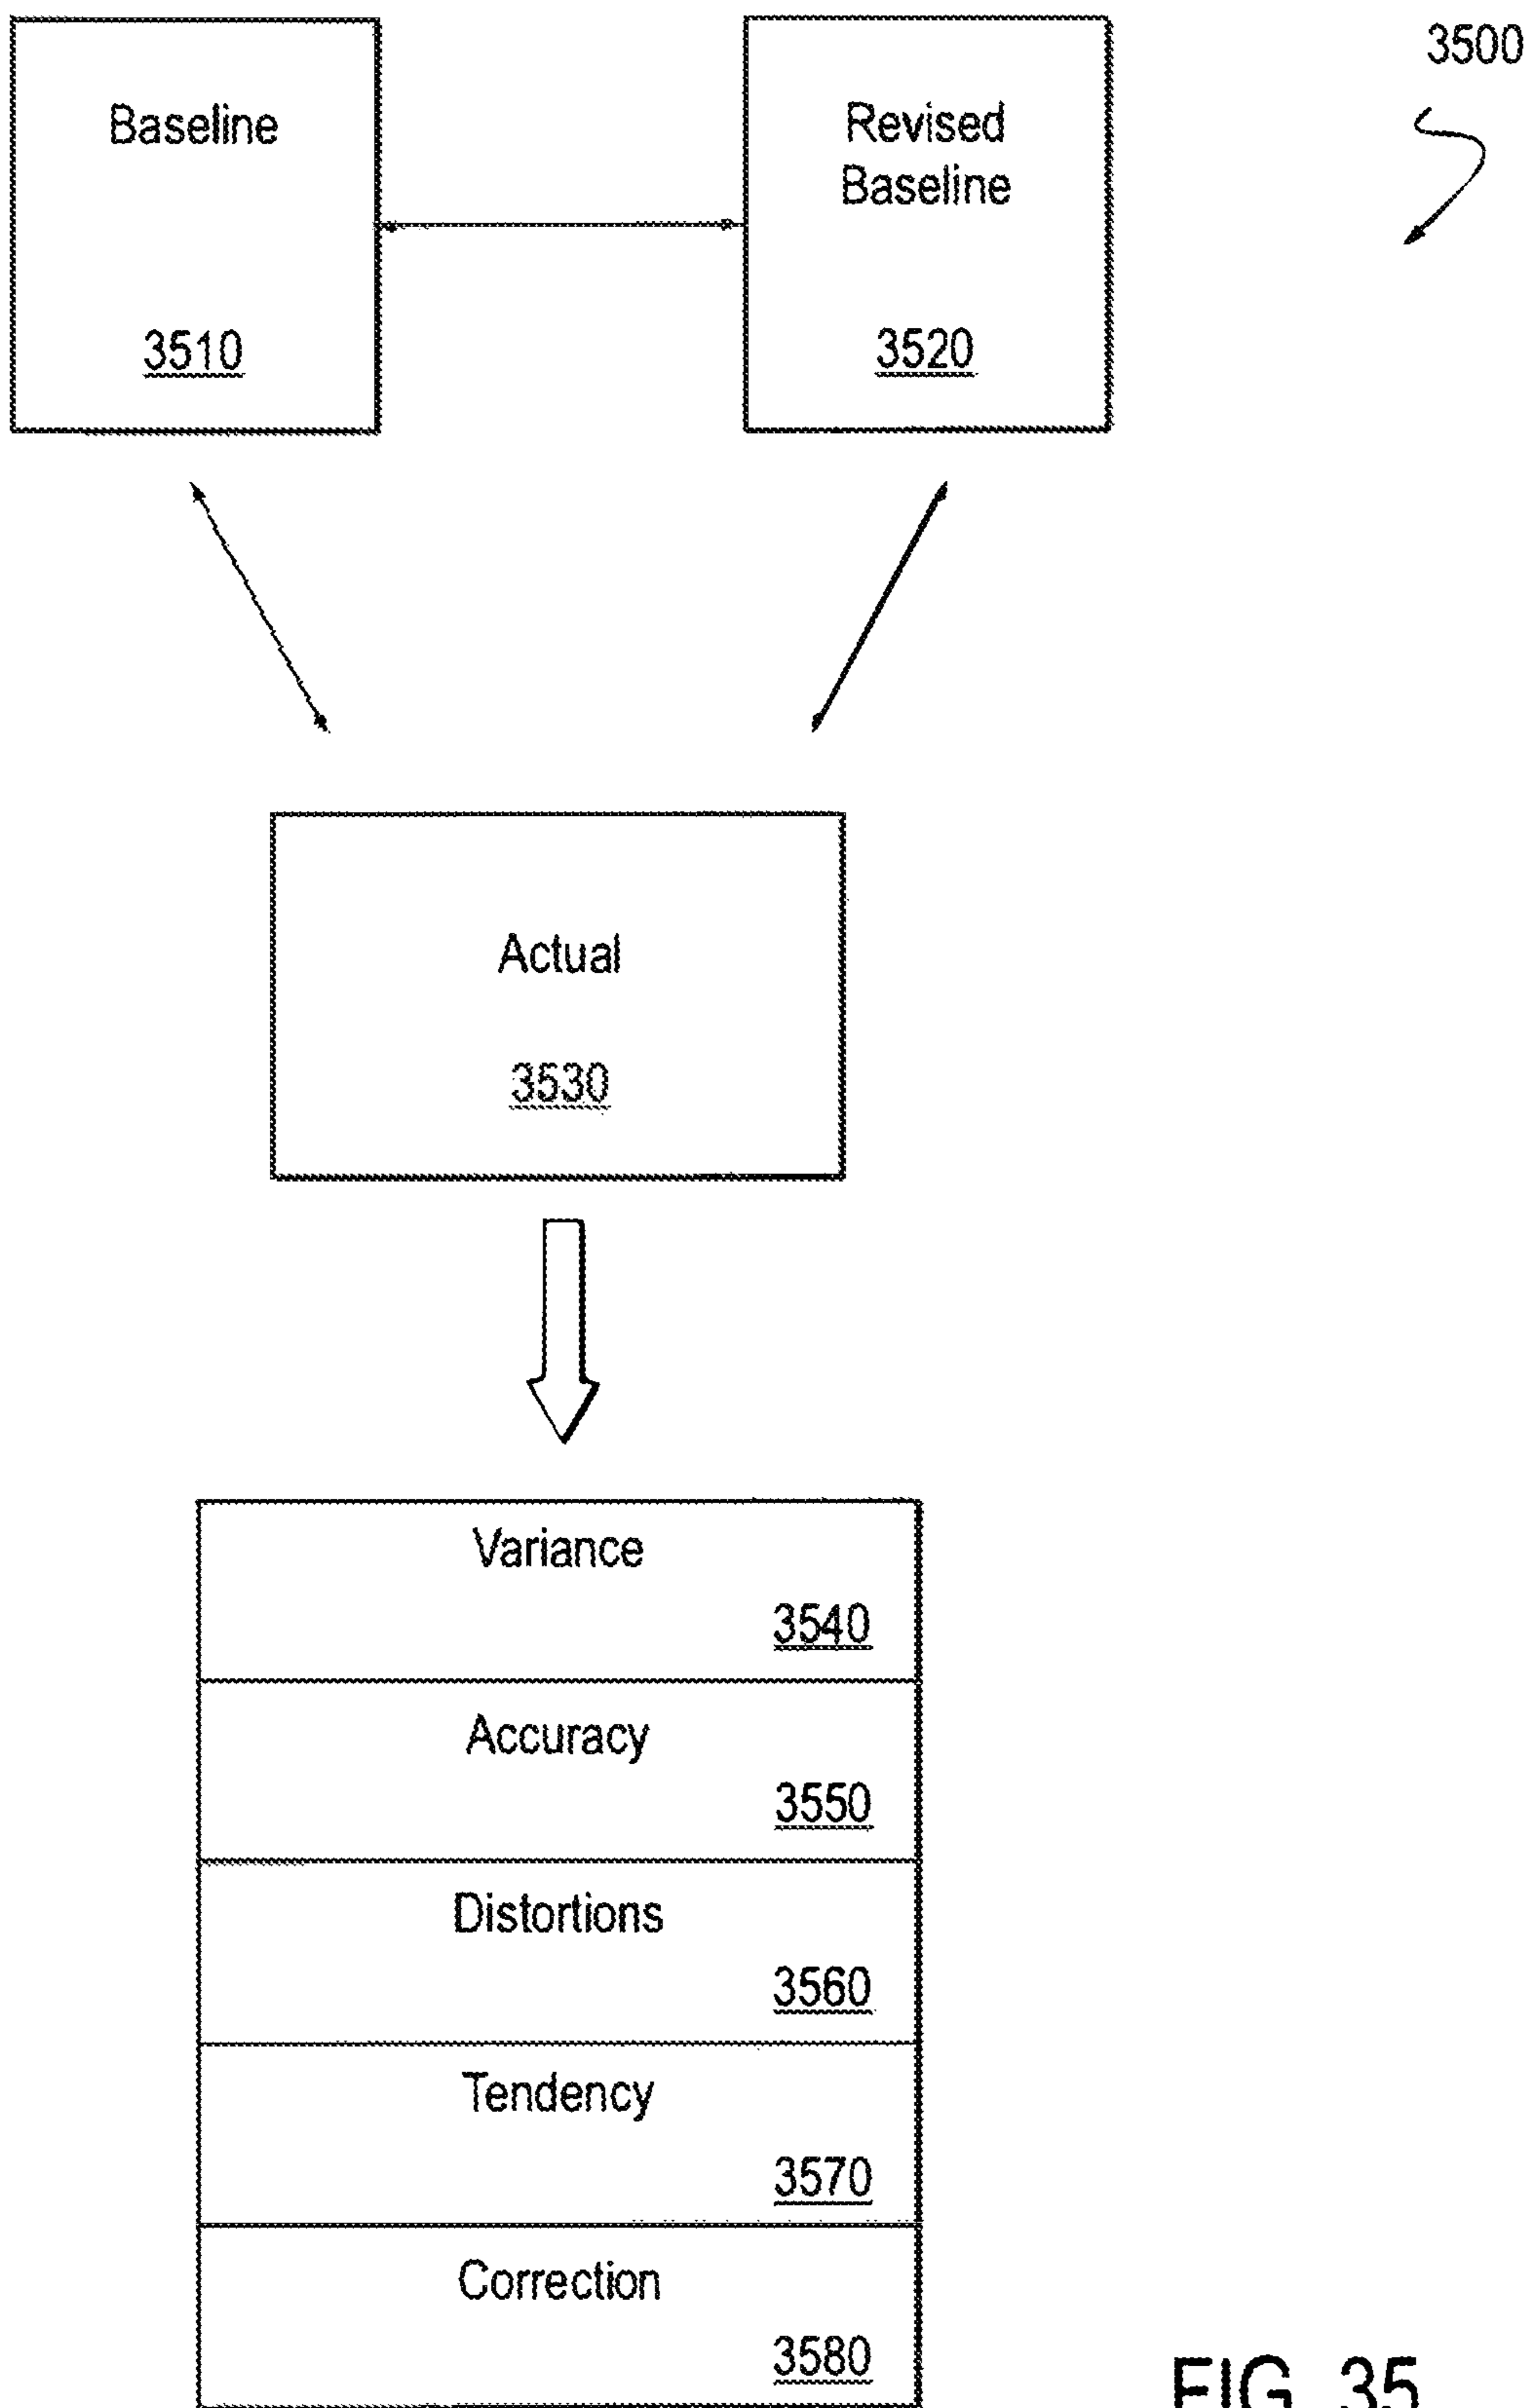 3500
Baseline
3510
Revised
Baseline
3520
Actual
3530
Variance
3540
Accuracy
3550
Distortions
3560
Tendency
3570
Correction
3580
FIG. 35